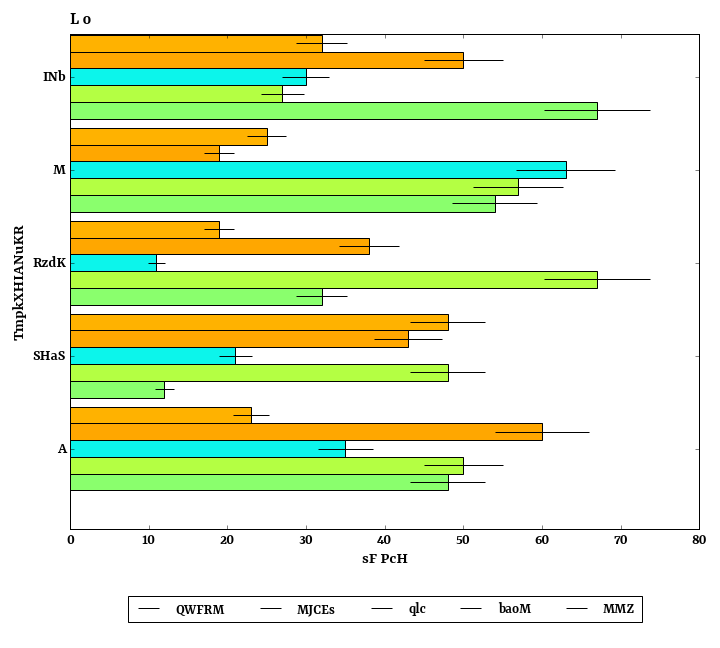 L o
INb
M
RzdK
SHaS
A
TmpkXHIANuKR
0 10 20 30 40 50 60 70 80
sF PcH
QWFRM MJCEs qlc baoM MMZ